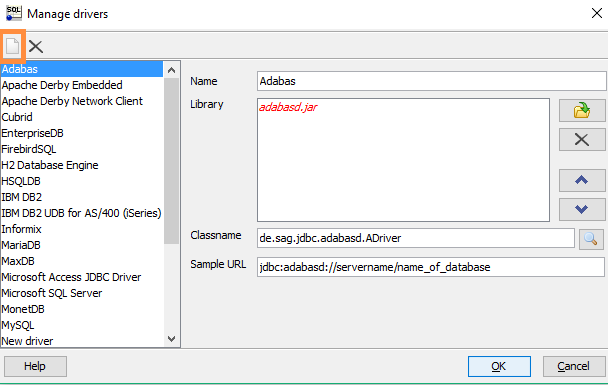 SQL
Manage drivers
Adabas
Apache Derby Embedded
Apache Derby Network Client
Cubrid
EnterpriseDB
FirebirdSQL
H2 Database Engine
HSQLDB
IBM DB2
IBM DB2 UDB for AS/400 (iSeries)
Informix
MariaDB
MaxDB
Microsoft Access JDBC Driver
Microsoft SQL Server
MonetDB
MySQL
New driver
Name
Adabas
Library
adabasd.jar
Classname
de.sag.jdbc.adabasd.ADriver
Sample URL
jdbc:adabasd://servername/name_of_database
Help
OK
Cancel